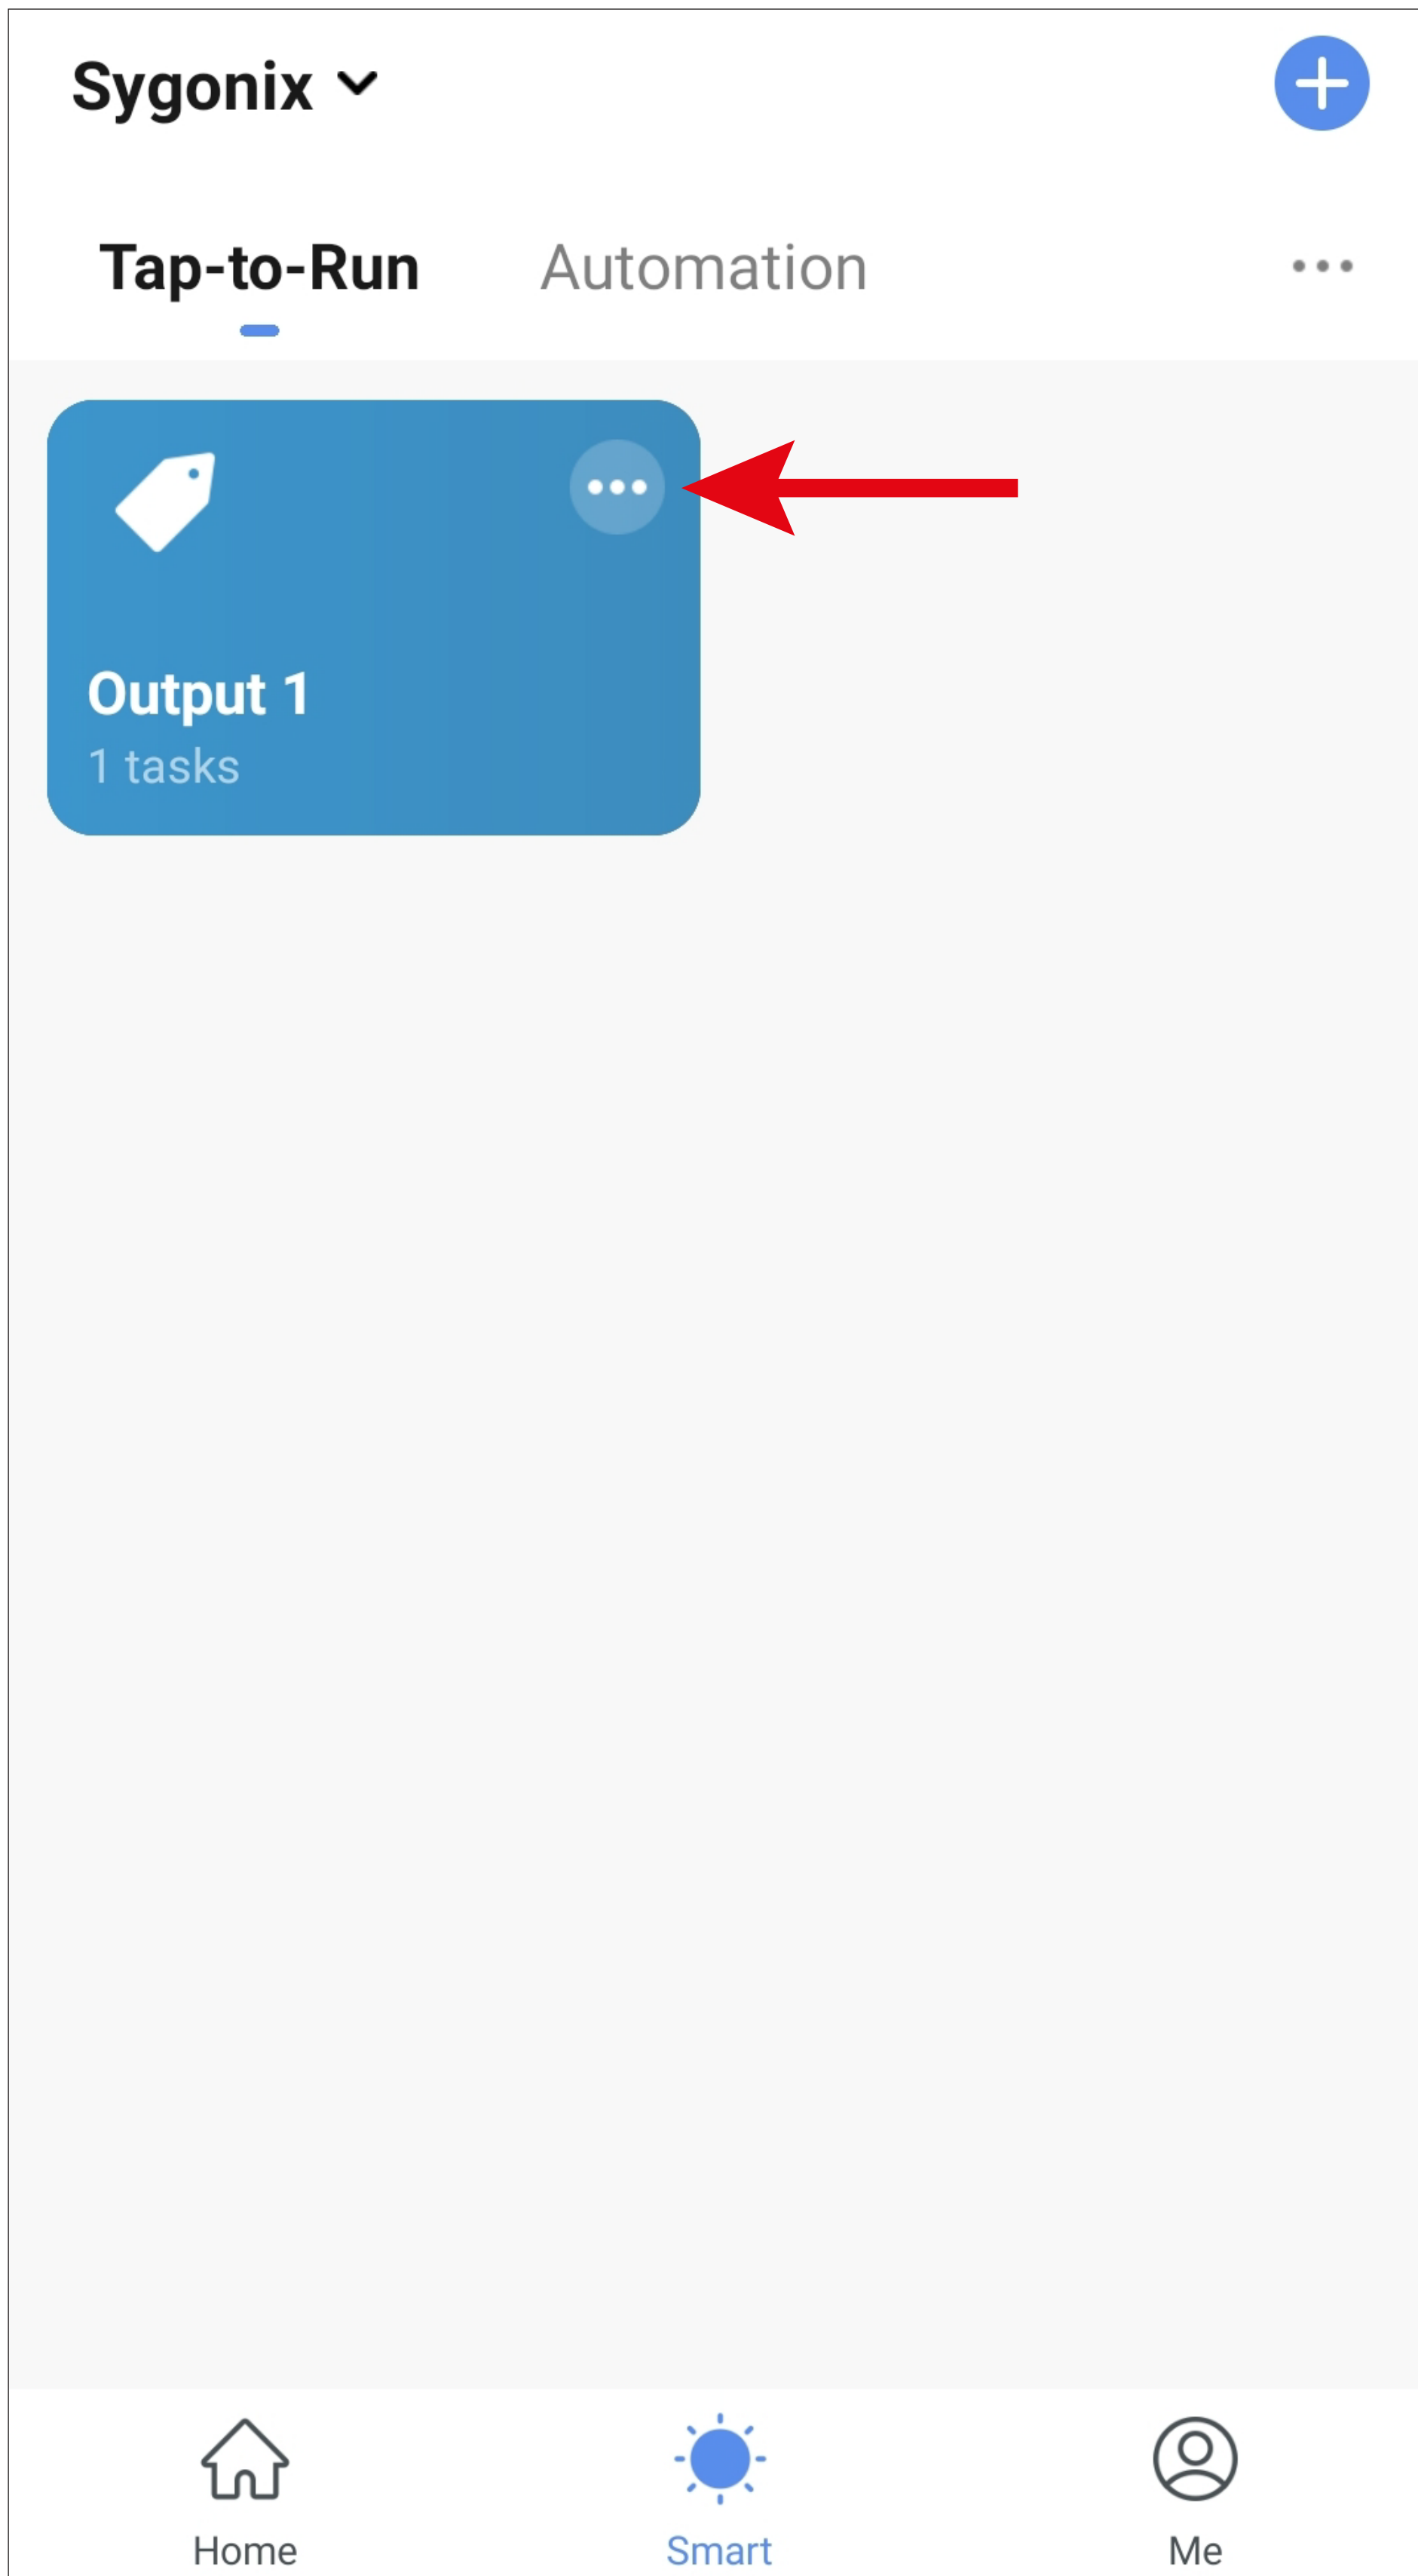 Sygonix
Tap-to-Run Automation
Output 1
1 tasks
Home Smart Me